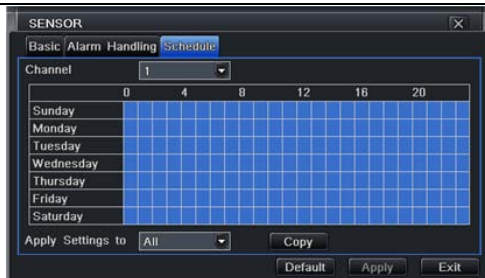 SENSOR X
Basic Alarm Handling Schedule
Channel 1
0 4 8 12 16 20
Sunday
Monday
Tuesday
Wednesday
Thursday
Friday
Saturday
Apply Settings to All Copy
Default Apply Exit